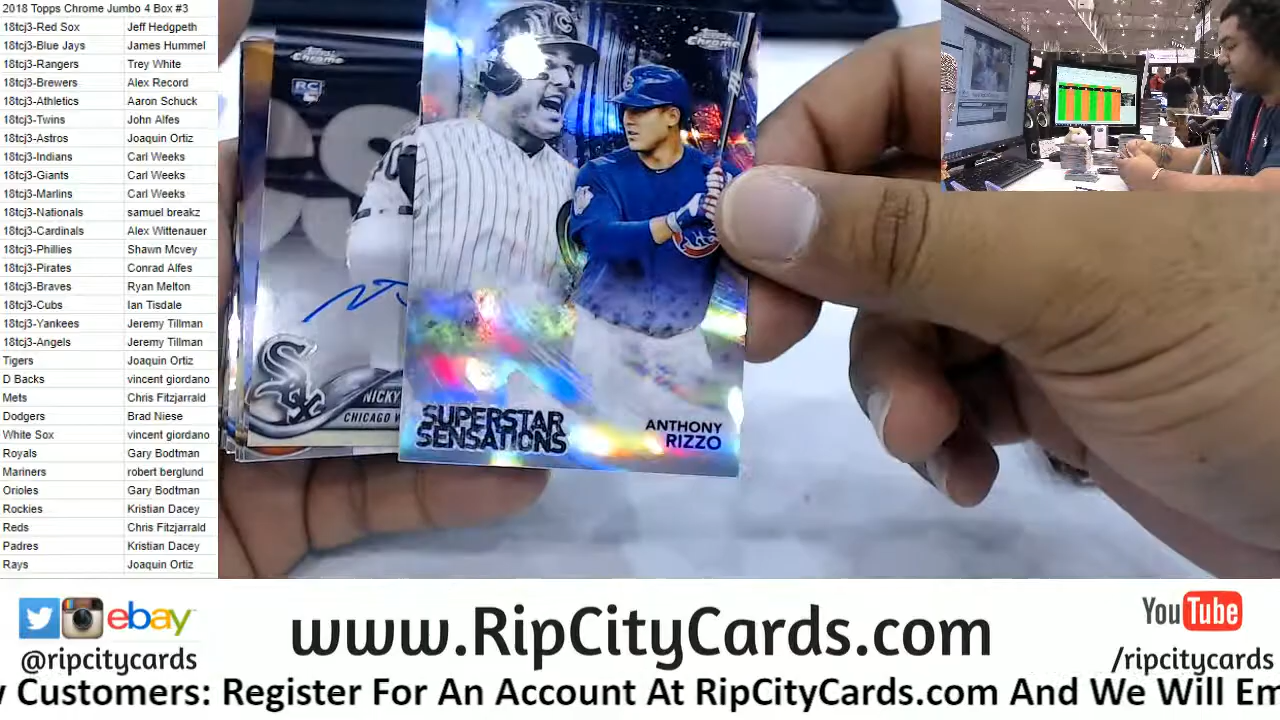 2018 Topps Chrome Jumbo 4 Box #3
18tcj3-Red Sox Jeff Hedgpeth
18tcj3-Blue Jays James Hummel
18tcj3-Rangers Trey White
18tcj3-Brewers Alex Record
18tcj3-Athletics Aaron Schuck
18tcj3-Twins John Alfes
18tcj3-Astros Joaquin Ortiz
18tcj3-Indians Carl Weeks
18tcj3-Giants Carl Weeks
18tcj3-Marlins Carl Weeks
18tcj3-Nationals samuel breakz
18tcj3-Cardinals Alex Wittenauer
18tcj3-Phillies Shawn Mcvey
18tcj3-Pirates Conrad Alfes
18tcj3-Braves Ryan Melton
18tcj3-Cubs Ian Tisdale
18tcj3-Yankees Jeremy Tillman
18tcj3-Angels Jeremy Tillman
Tigers Joaquin Ortiz
D Backs vincent giordano
Mets Chris Fitzjarrald
Dodgers Brad Niese
White Sox vincent giordano
Royals Gary Bodtman
Mariners robert berglund
Orioles Gary Bodtman
Rockies Kristian Dacey
Reds Chris Fitzjarrald
Padres Kristian Dacey
Rays Joaquin Ortiz
Topps Chrome
RC
Sox
NICKY
CHICAGO W
Topps Chrome
SUPERSTAR
SENSATIONS
ANTHONY
RIZZO
ebay
@ripcitycards
www.RipCityCards.com
YouTube
/ripcitycards
y Customers: Register For An Account At RipCityCards.com And We Will Em